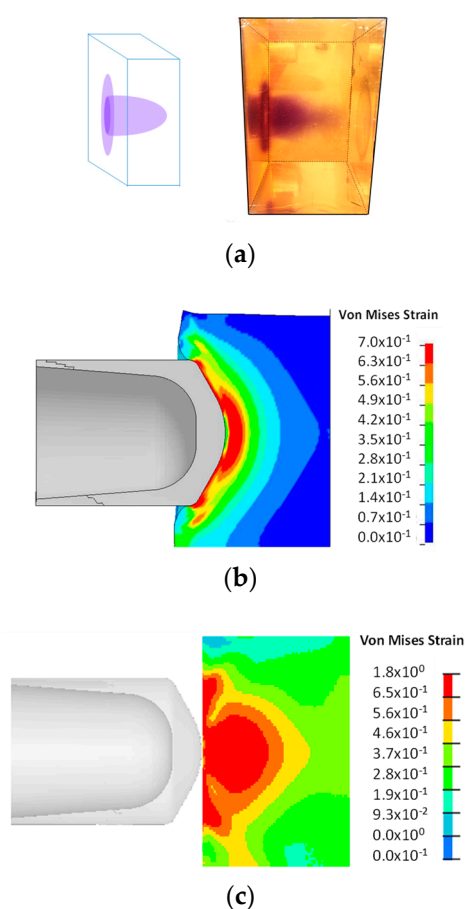 (a)
Von Mises Strain
7.0x10⁻¹
6.3x10⁻¹
5.6x10⁻¹
4.9x10⁻¹
4.2x10⁻¹
3.5x10⁻¹
2.8x10⁻¹
2.1x10⁻¹
1.4x10⁻¹
0.7x10⁻¹
0.0x10⁻¹
(b)
Von Mises Strain
1.8x10⁰
6.5x10⁻¹
5.6x10⁻¹
4.6x10⁻¹
3.7x10⁻¹
2.8x10⁻¹
1.9x10⁻¹
9.3x10⁻²
0.0x10⁰
0.0x10⁻¹
(c)